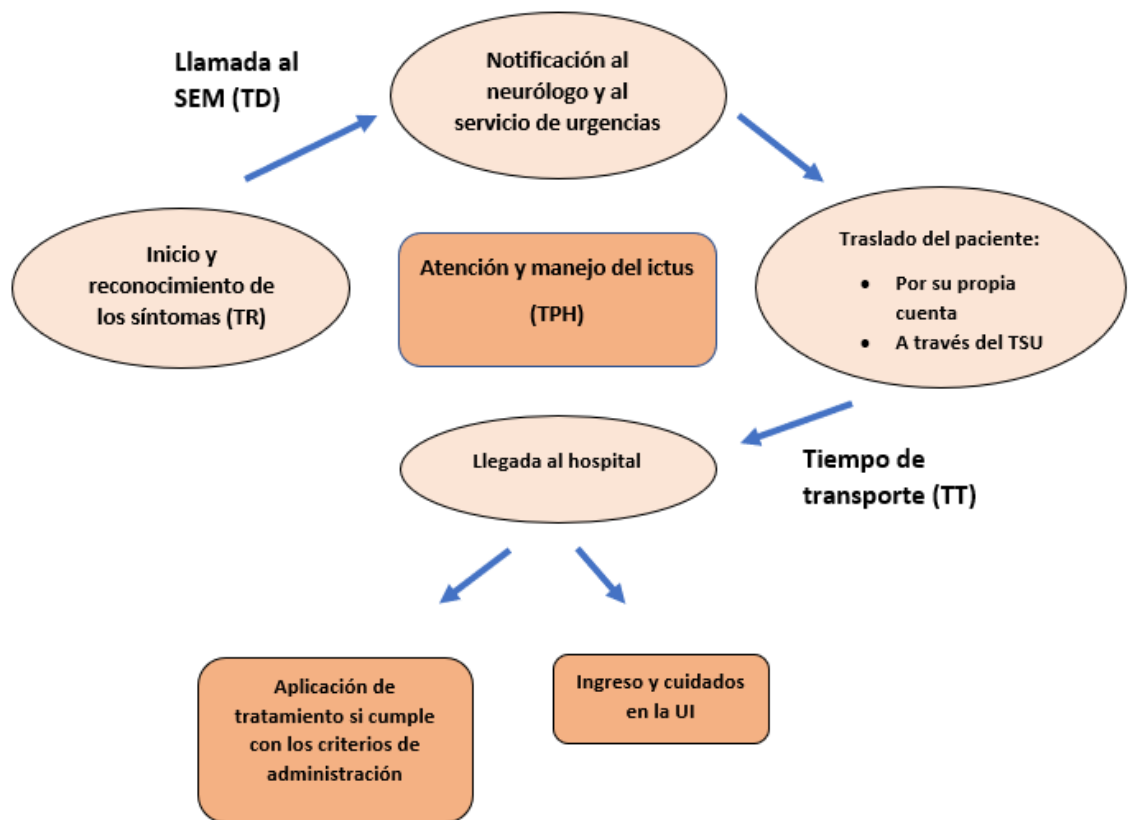 Llamada al
SEM (TD)
Notificación al
neurólogo y al
servicio de urgencias
Inicio y
reconocimiento de
los síntomas (TR)
Atención y manejo del ictus
(TPH)
Traslado del paciente:
• Por su propia
cuenta
• A través del TSU
Llegada al hospital
Tiempo de
transporte (TT)
Aplicación de
tratamiento si cumple
con los criterios de
administración
Ingreso y cuidados
en la UI